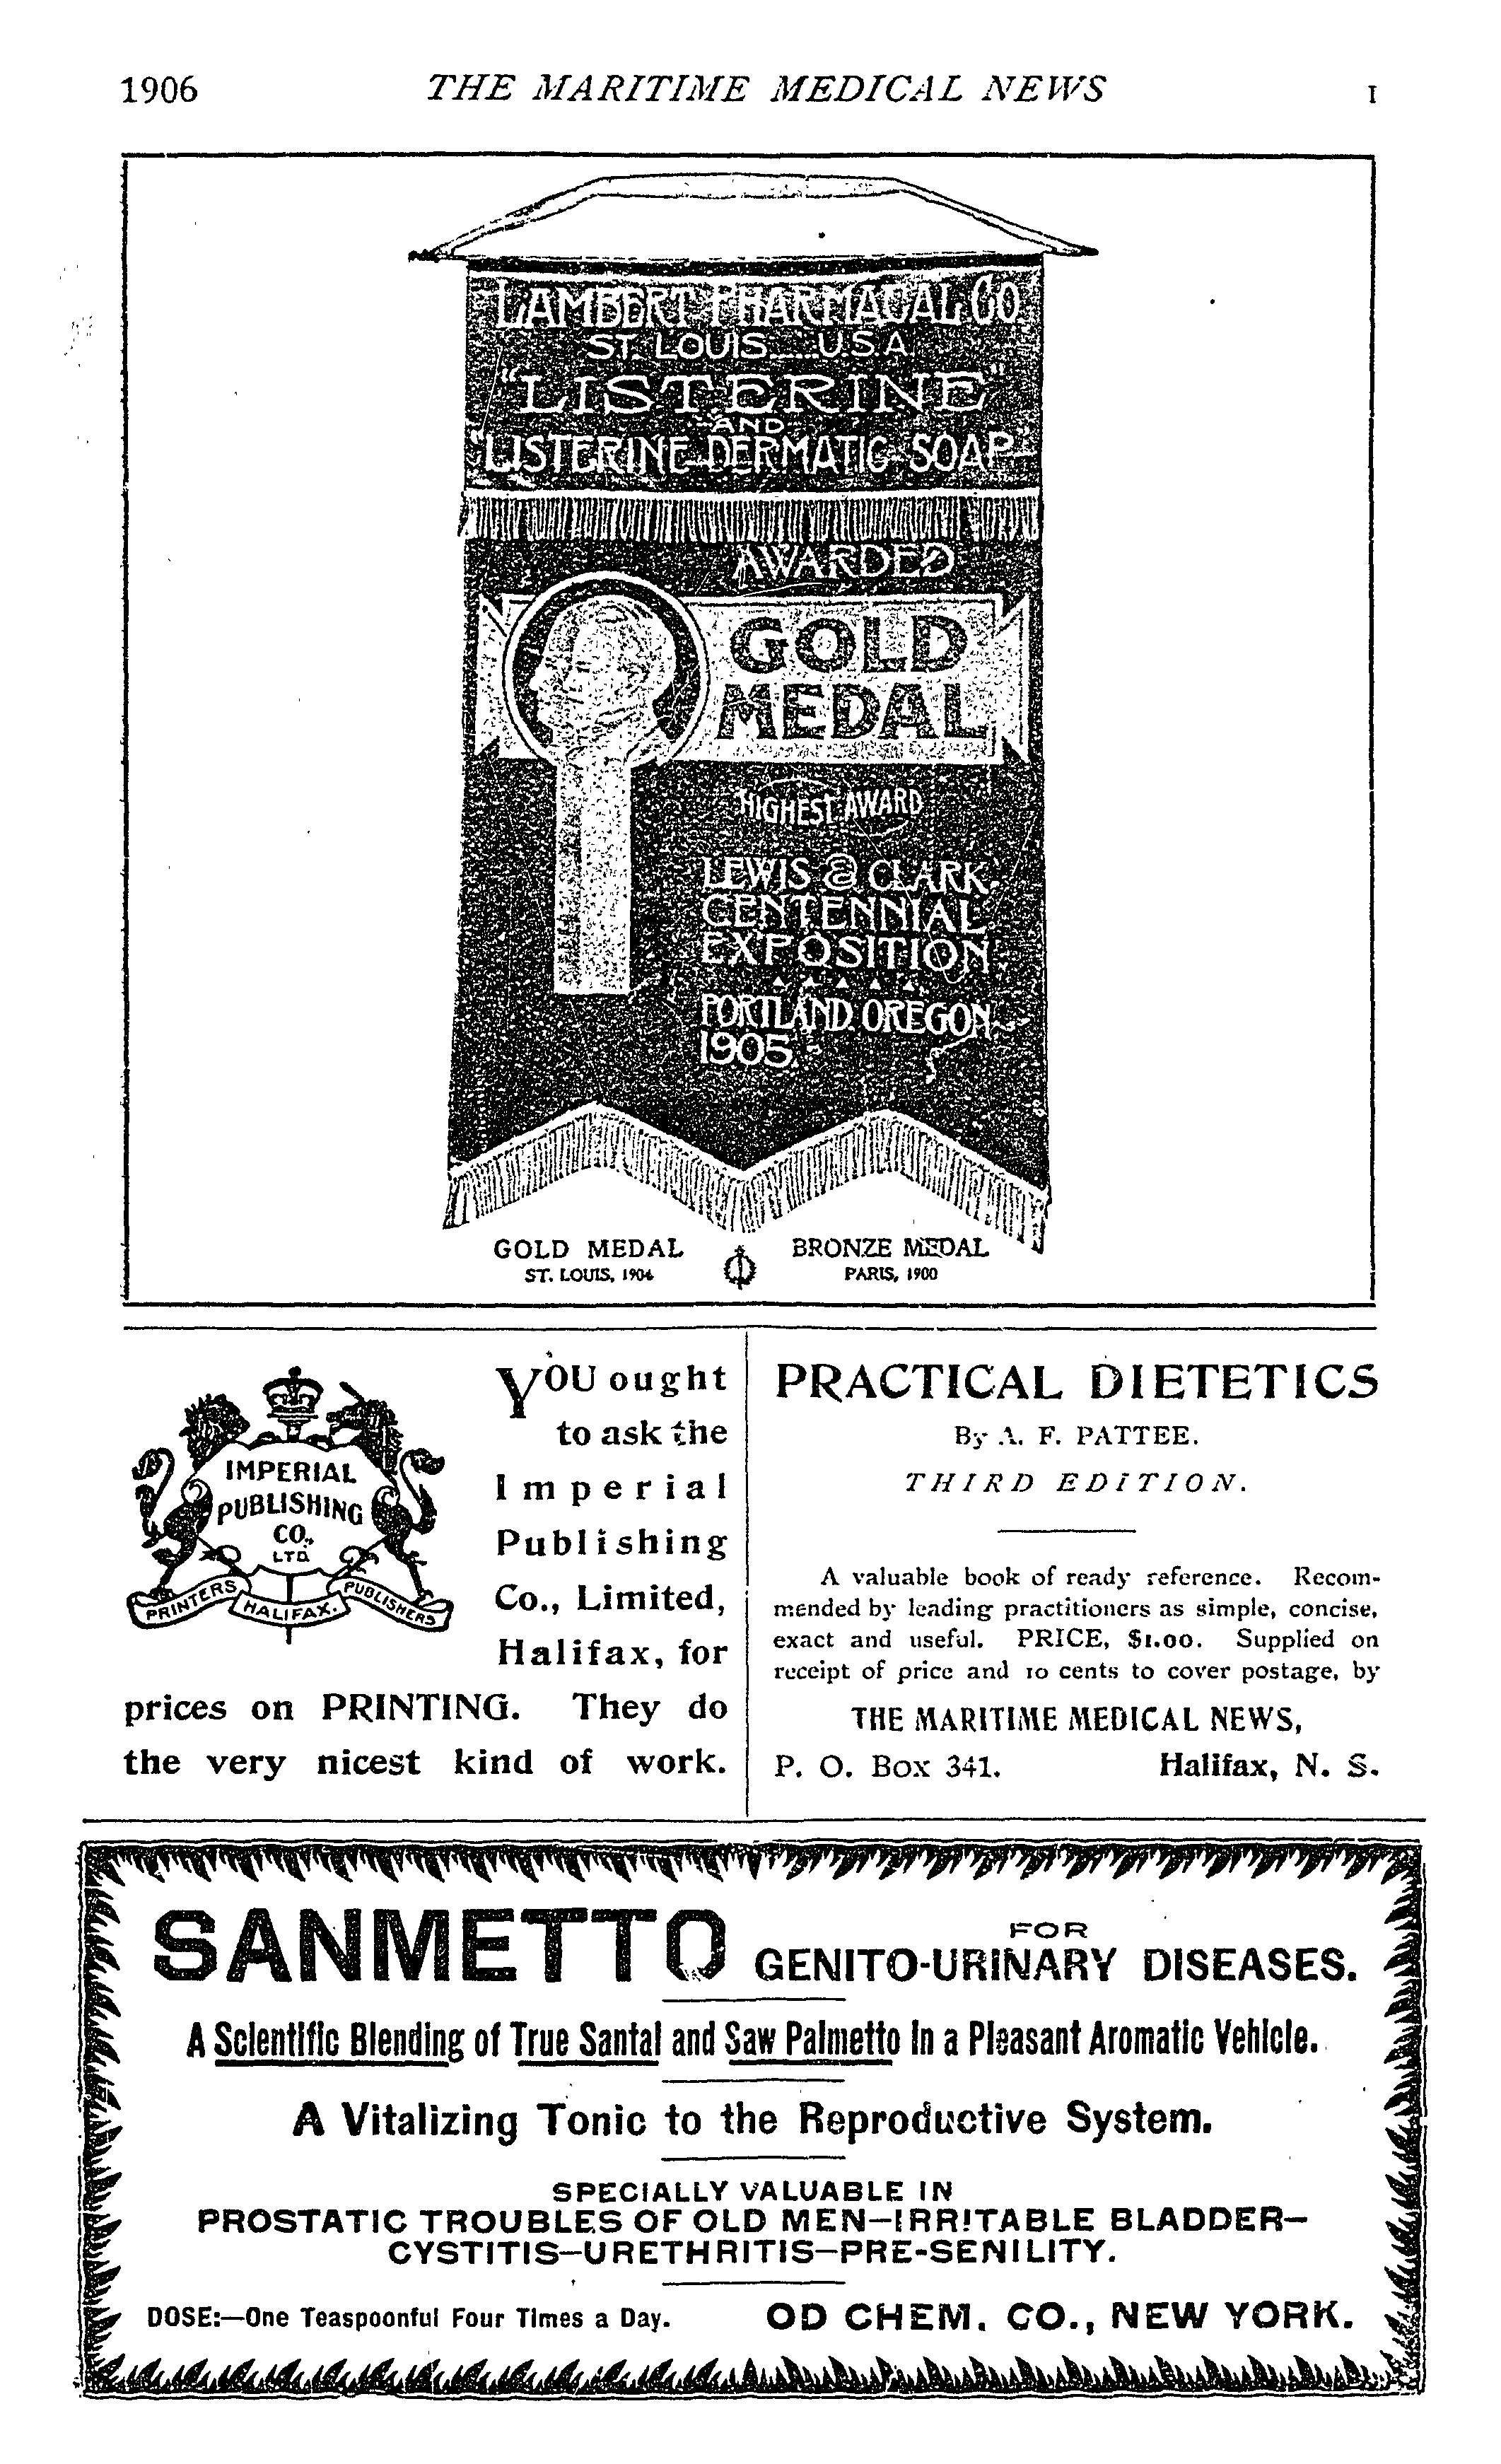 1906 THE MARITIME MEDICAL NEWS I
LAMBERT PHARMACAL CO
ST. LOUIS.....U.S.A
"LISTERINE"
AND
"LISTERINE DERMATIC SOAP"
AWARDED
GOLD
MEDAL
HIGHEST AWARD
LEWIS & CLARK
CENTENNIAL
EXPOSITION
PORTLAND OREGON
1905.
GOLD MEDAL
ST. LOUIS, 1904
BRONZE MEDAL
PARIS, 1900
IMPERIAL
PUBLISHING
CO.,
LTD.
PRINTERS HALIFAX. PUBLISHERS
YOU ought
to ask the
Imperial
Publishing
Co., Limited,
Halifax, for
prices on PRINTING. They do
the very nicest kind of work.
PRACTICAL DIETETICS
By A. F. PATTEE.
THIRD EDITION.
A valuable book of ready reference. Recom-
mended by leading practitioners as simple, concise,
exact and useful. PRICE, $1.00. Supplied on
receipt of price and 10 cents to cover postage, by
THE MARITIME MEDICAL NEWS,
P. O. Box 341. Halifax, N. S.
SANMETTO FOR
GENITO-URINARY DISEASES.
A Scientific Blending of True Santal and Saw Palmetto in a Pleasant Aromatic Vehicle.
A Vitalizing Tonic to the Reproductive System.
SPECIALLY VALUABLE IN
PROSTATIC TROUBLES OF OLD MEN—IRRITABLE BLADDER—
CYSTITIS—URETHRITIS—PRE-SENILITY.
DOSE:—One Teaspoonful Four Times a Day. OD CHEM. CO., NEW YORK.